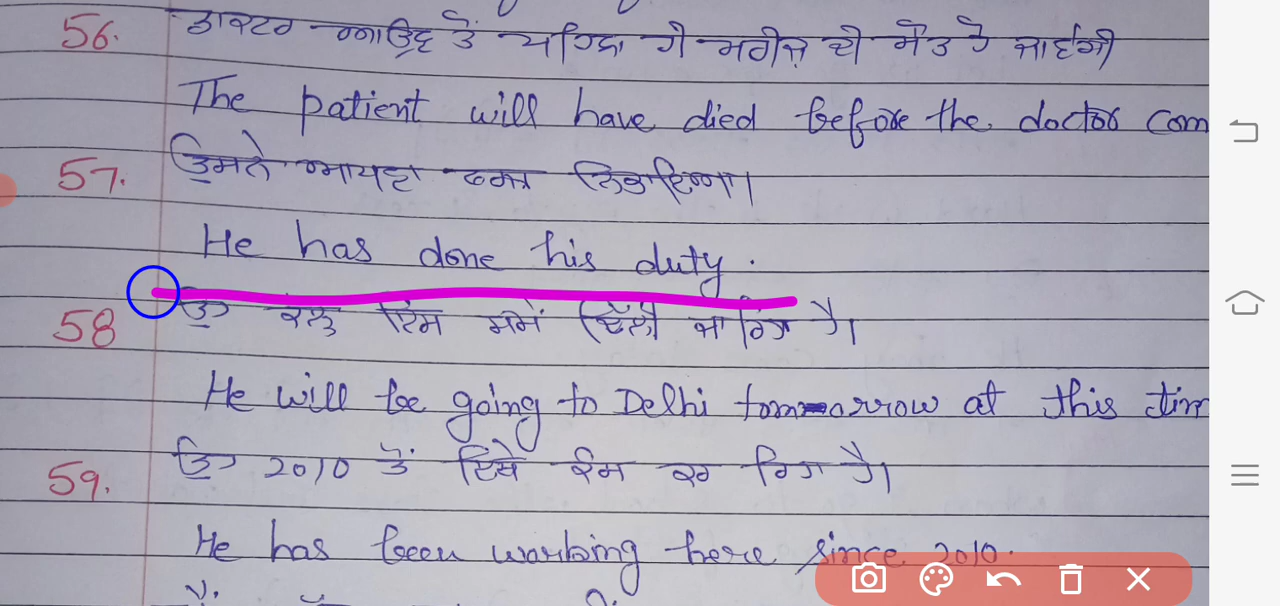 56. ਡਾਕਟਰ ਆਉਣ ਤੋਂ ਪਹਿਲਾਂ ਹੀ ਮਰੀਜ਼ ਦੀ ਮੌਤ ਹੋ ਜਾਏਗੀ
The patient will have died before the doctor com
57. ਉਸਨੇ ਆਪਣਾ ਫਰਜ਼
He has done his duty.
58 ਉਹ ਕੱਲ੍ਹ ਇਸ ਸਮੇਂ ਦਿੱਲੀ ਜਾ ਰਿਹਾ ਹੈ।
He will be going to Delhi tomorrow at this tim
59. ਉਹ 2010 ਤੋਂ ਇੱਥੇ ਕੰਮ ਕਰ ਰਿਹਾ ਹੈ।
He has been working here since 2010.